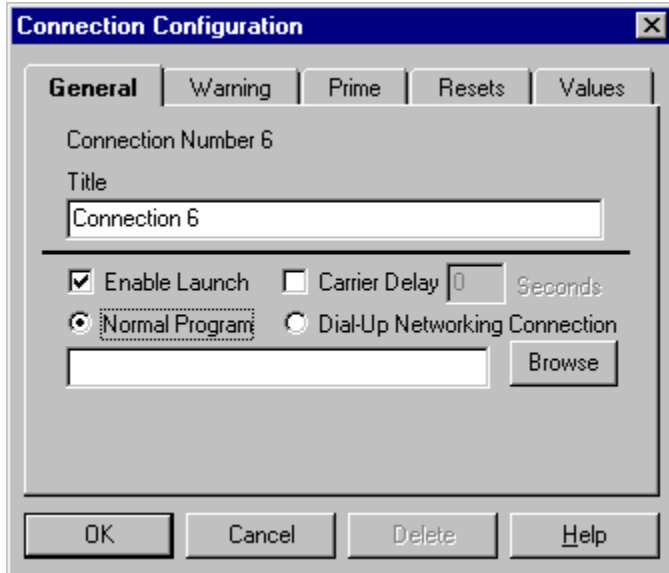 Connection Configuration
General Warning Prime Resets Values
Connection Number 6
Title
Connection 6
Enable Launch Carrier Delay 0 Seconds
Normal Program Dial-Up Networking Connection
Browse
OK Cancel Delete Help